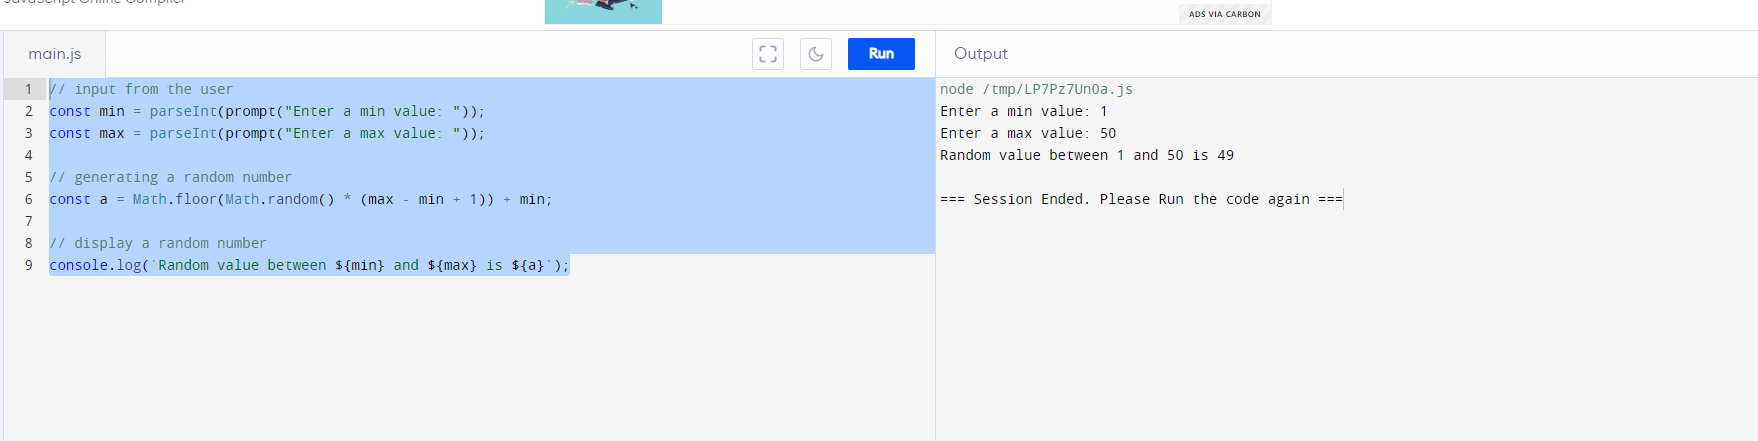 JavaScript Online Compiler
ADS VIA CARBON
main.js
Run
Output
1 // input from the user
2 const min = parseInt(prompt("Enter a min value: "));
3 const max = parseInt(prompt("Enter a max value: "));
4
5 // generating a random number
6 const a = Math.floor(Math.random() * (max - min + 1)) + min;
7
8 // display a random number
9 console.log(`Random value between ${min} and ${max} is ${a}`);
node /tmp/LP7Pz7UnOa.js
Enter a min value: 1
Enter a max value: 50
Random value between 1 and 50 is 49
=== Session Ended. Please Run the code again ===